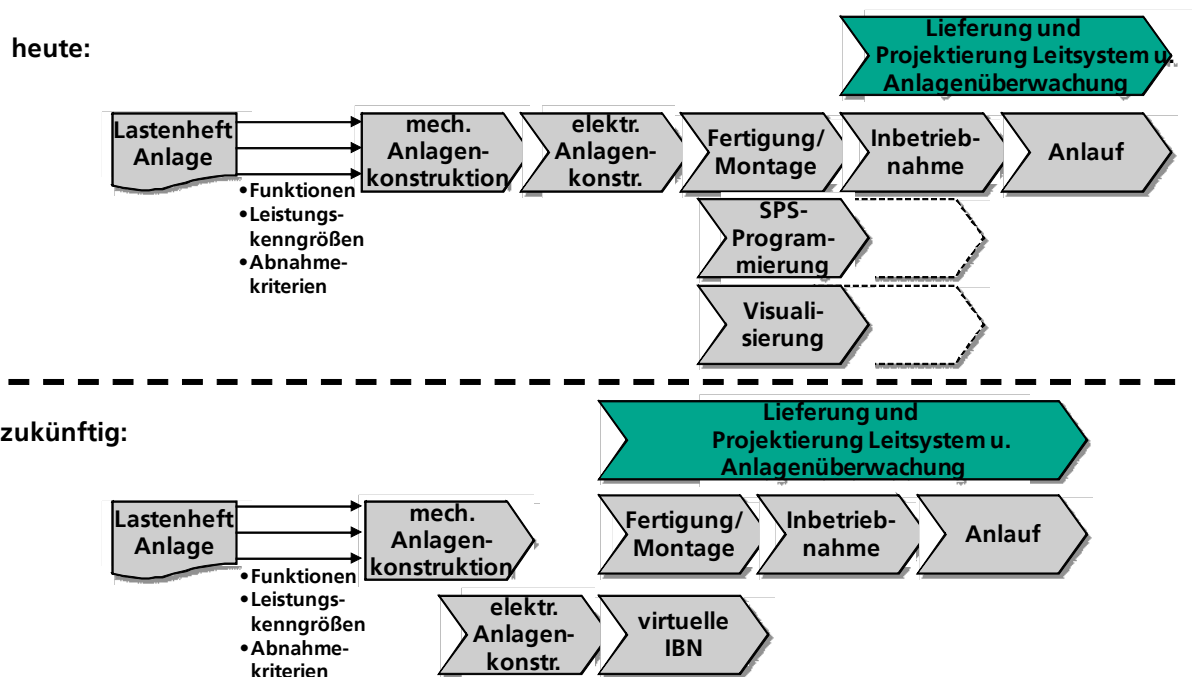 heute:
Lieferung und
Projektierung Leitsystem u.
Anlagenüberwachung
Lastenheft
Anlage
•Funktionen
•Leistungs-
kenngrößen
•Abnahme-
kriterien
mech.
Anlagen-
konstruktion
elektr.
Anlagen-
konstr.
Fertigung/
Montage
Inbetrieb-
nahme
Anlauf
SPS-
Program-
mierung
Visuali-
sierung
zukünftig:
Lieferung und
Projektierung Leitsystem u.
Anlagenüberwachung
Lastenheft
Anlage
•Funktionen
•Leistungs-
kenngrößen
•Abnahme-
kriterien
mech.
Anlagen-
konstruktion
Fertigung/
Montage
Inbetrieb-
nahme
Anlauf
elektr.
Anlagen-
konstr.
virtuelle
IBN